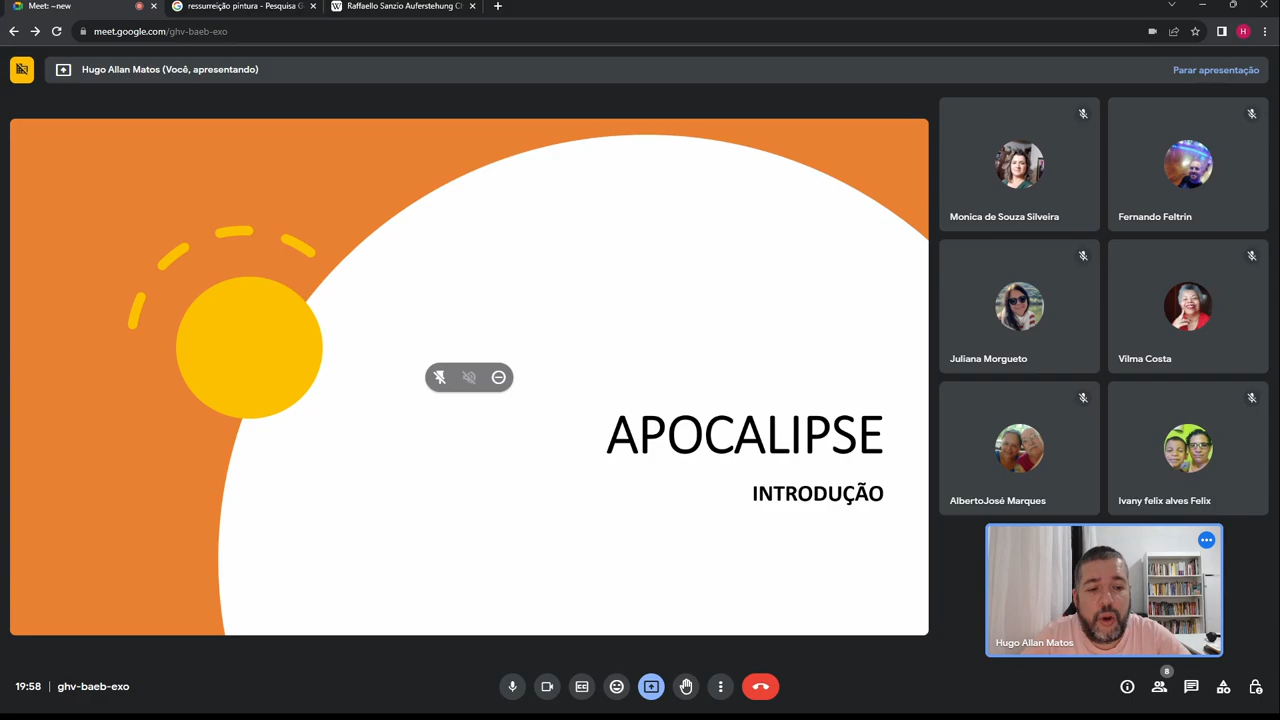 Meet: ~new
ressurreição pintura - Pesquisa G
Raffaello Sanzio Auferstehung Ch
meet.google.com/ghv-baeb-exo
H
Hugo Allan Matos (Você, apresentando)
Parar apresentação
Monica de Souza Silveira
Fernando Feltrin
Juliana Morgueto
Vilma Costa
APOCALIPSE
INTRODUÇÃO
AlbertoJosé Marques
Ivany felix alves Felix
Hugo Allan Matos
19:58 | ghv-baeb-exo
8